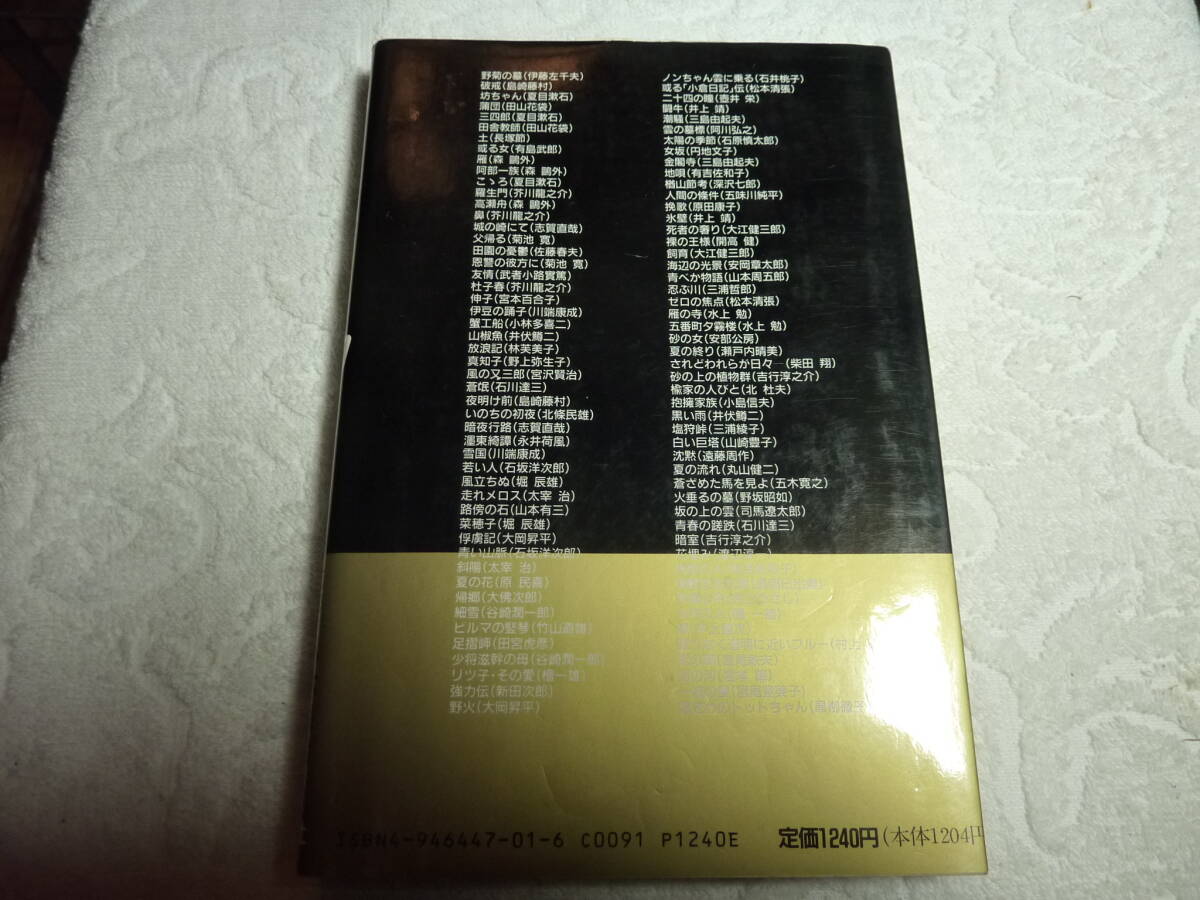 野菊の墓(伊藤左千夫)
破戒(島崎藤村)
坊ちゃん(夏目漱石)
蒲団(田山花袋)
三四郎(夏目漱石)
田舎教師(田山花袋)
土(長塚節)
或る女(有島武郎)
雁(森 鷗外)
阿部一族(森 鷗外)
こゝろ(夏目漱石)
羅生門(芥川龍之介)
高瀬舟(森 鷗外)
鼻(芥川龍之介)
城の崎にて(志賀直哉)
父帰る(菊池 寛)
田園の憂鬱(佐藤春夫)
恩讐の彼方に(菊池 寛)
友情(武者小路實篤)
杜子春(芥川龍之介)
伸子(宮本百合子)
伊豆の踊子(川端康成)
蟹工船(小林多喜二)
山椒魚(井伏鱒二)
放浪記(林芙美子)
真知子(野上弥生子)
風の又三郎(宮沢賢治)
蒼氓(石川達三)
夜明け前(島崎藤村)
いのちの初夜(北條民雄)
暗夜行路(志賀直哉)
濹東綺譚(永井荷風)
雪国(川端康成)
若い人(石坂洋次郎)
風立ちぬ(堀 辰雄)
走れメロス(太宰 治)
路傍の石(山本有三)
菜穂子(堀 辰雄)
俘虜記(大岡昇平)
青い山脈(石坂洋次郎)
斜陽(太宰 治)
夏の花(原 民喜)
帰郷(大佛次郎)
細雪(谷崎潤一郎)
ビルマの竪琴(竹山道雄)
足摺岬(田宮虎彦)
少将滋幹の母(谷崎潤一郎)
リツ子・その愛(檀一雄)
強力伝(新田次郎)
野火(大岡昇平)
ノンちゃん雲に乗る(石井桃子)
或る「小倉日記」伝(松本清張)
二十四の瞳(壺井 栄)
闘牛(井上 靖)
潮騒(三島由起夫)
雲の墓標(阿川弘之)
太陽の季節(石原慎太郎)
女坂(円地文子)
金閣寺(三島由起夫)
地唄(有吉佐和子)
楢山節考(深沢七郎)
人間の條件(五味川純平)
挽歌(原田康子)
氷壁(井上 靖)
死者の奢り(大江健三郎)
裸の王様(開高 健)
飼育(大江健三郎)
海辺の光景(安岡章太郎)
青べか物語(山本周五郎)
忍ぶ川(三浦哲郎)
ゼロの焦点(松本清張)
雁の寺(水上 勉)
五番町夕霧楼(水上 勉)
砂の女(安部公房)
夏の終り(瀬戸内晴美)
されどわれらが日々─(柴田 翔)
砂の上の植物群(吉行淳之介)
楡家の人びと(北 杜夫)
抱擁家族(小島信夫)
黒い雨(井伏鱒二)
塩狩峠(三浦綾子)
白い巨塔(山崎豊子)
沈黙(遠藤周作)
夏の流れ(丸山健二)
蒼ざめた馬を見よ(五木寛之)
火垂るの墓(野坂昭如)
坂の上の雲(司馬遼太郎)
青春の蹉跌(石川達三)
暗室(吉行淳之介)
花埋み(渡辺淳一)
ISBN4-946447-01-6 C0091 P1240E
定価1240円(本体1204円